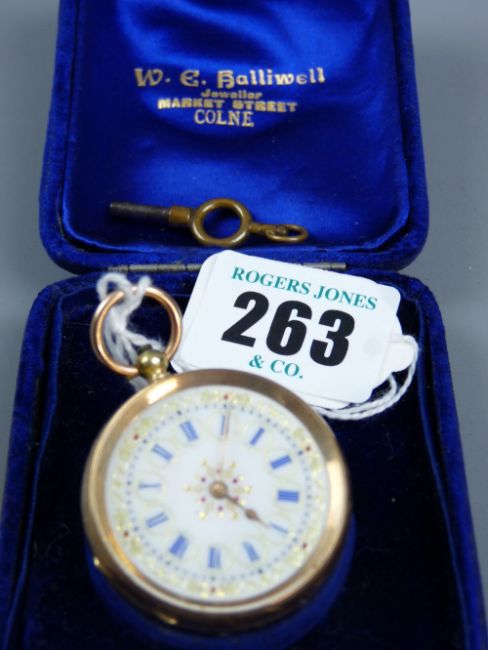 W. E. Halliwell
Jeweller
MARKET STREET
COLNE
ROGERS JONES
263
& CO.